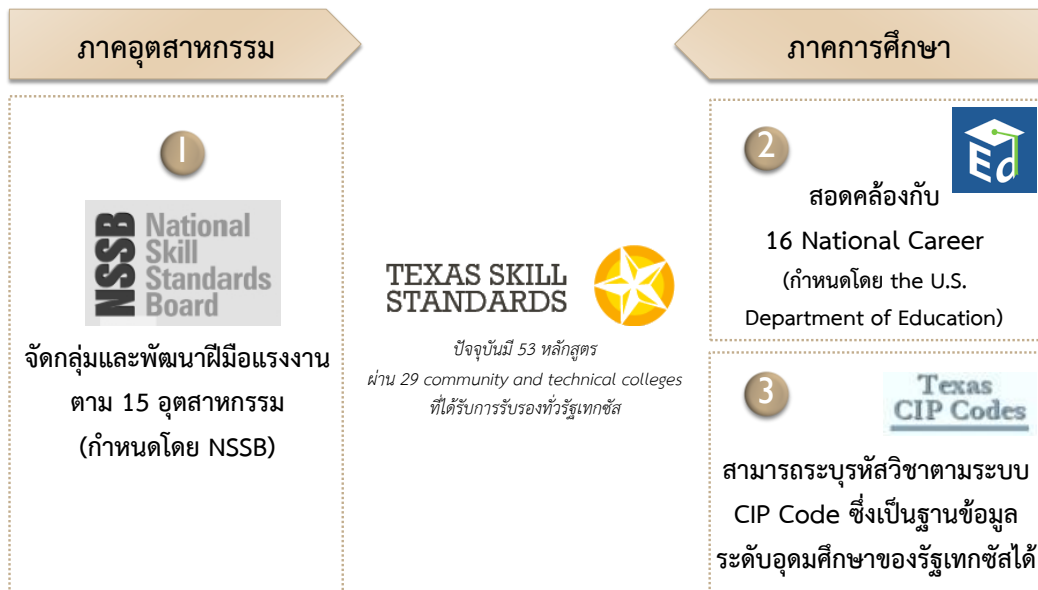 ภาคอุตสาหกรรม
1
NSSB
National
Skill
Standards
Board
จัดกลุ่มและพัฒนาฝีมือแรงงาน
ตาม 15 อุตสาหกรรม
(กำหนดโดย NSSB)
TEXAS SKILL
STANDARDS
ปัจจุบันมี 53 หลักสูตร
ผ่าน 29 community and technical colleges
ที่ได้รับการรับรองทั่วรัฐเทกซัส
ภาคการศึกษา
2
Ed
สอดคล้องกับ
16 National Career
(กำหนดโดย the U.S.
Department of Education)
3
Texas
CIP Codes
สามารถระบุรหัสวิชาตามระบบ
CIP Code ซึ่งเป็นฐานข้อมูล
ระดับอุดมศึกษาของรัฐเทกซัสได้